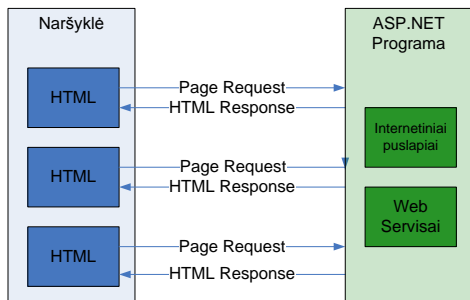 Naršyklė
ASP.NET
Programa
HTML
Page Request
HTML Response
Internetiniai
puslapiai
HTML
Page Request
HTML Response
Web
Servisai
HTML
Page Request
HTML Response